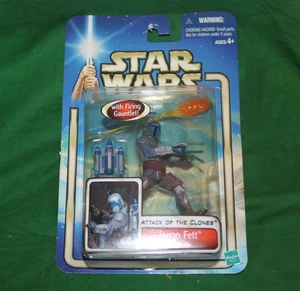 WARNING:
CHOKING HAZARD-Small parts.
Not for children under 3 years.
AGES 4+
STAR
WARS
with Firing
Gauntlet!
ATTACK OF THE CLONES
Jango Fett
Hasbro